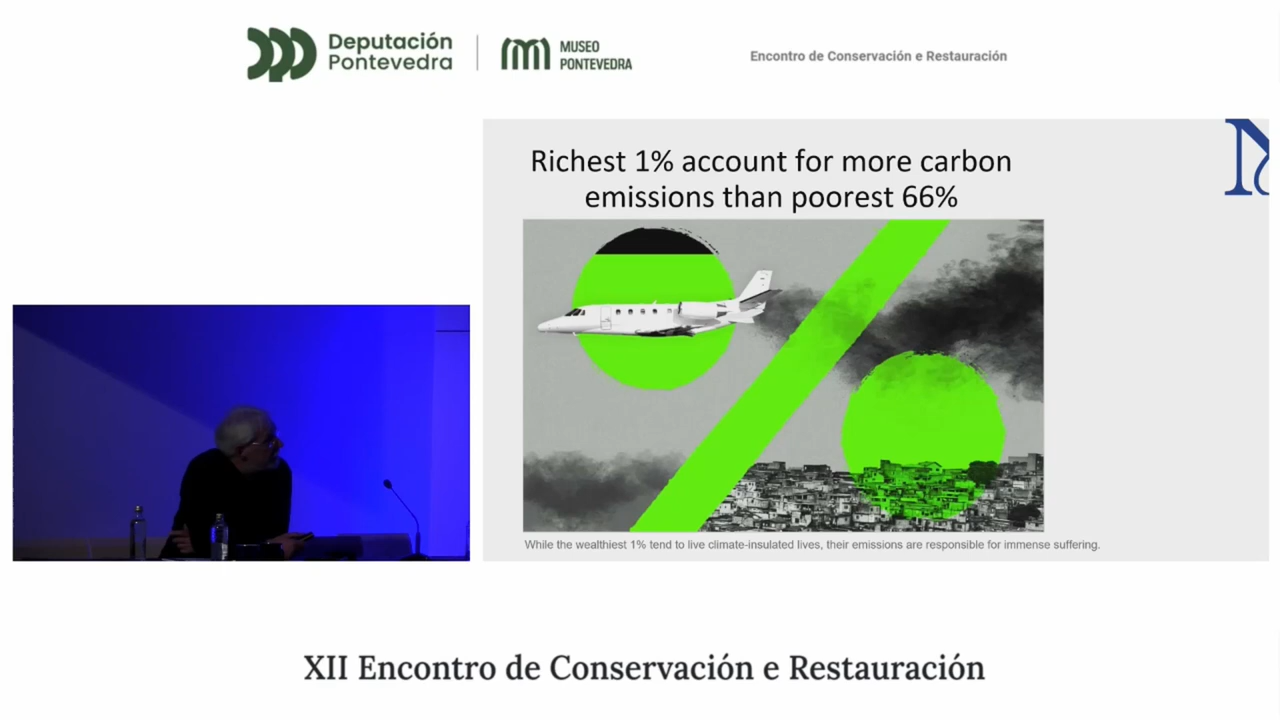 Deputación
Pontevedra
MUSEO
PONTEVEDRA
Encontro de Conservación e Restauración
Richest 1% account for more carbon
emissions than poorest 66%
While the wealthiest 1% tend to live climate-insulated lives, their emissions are responsible for immense suffering.
XII Encontro de Conservación e Restauración